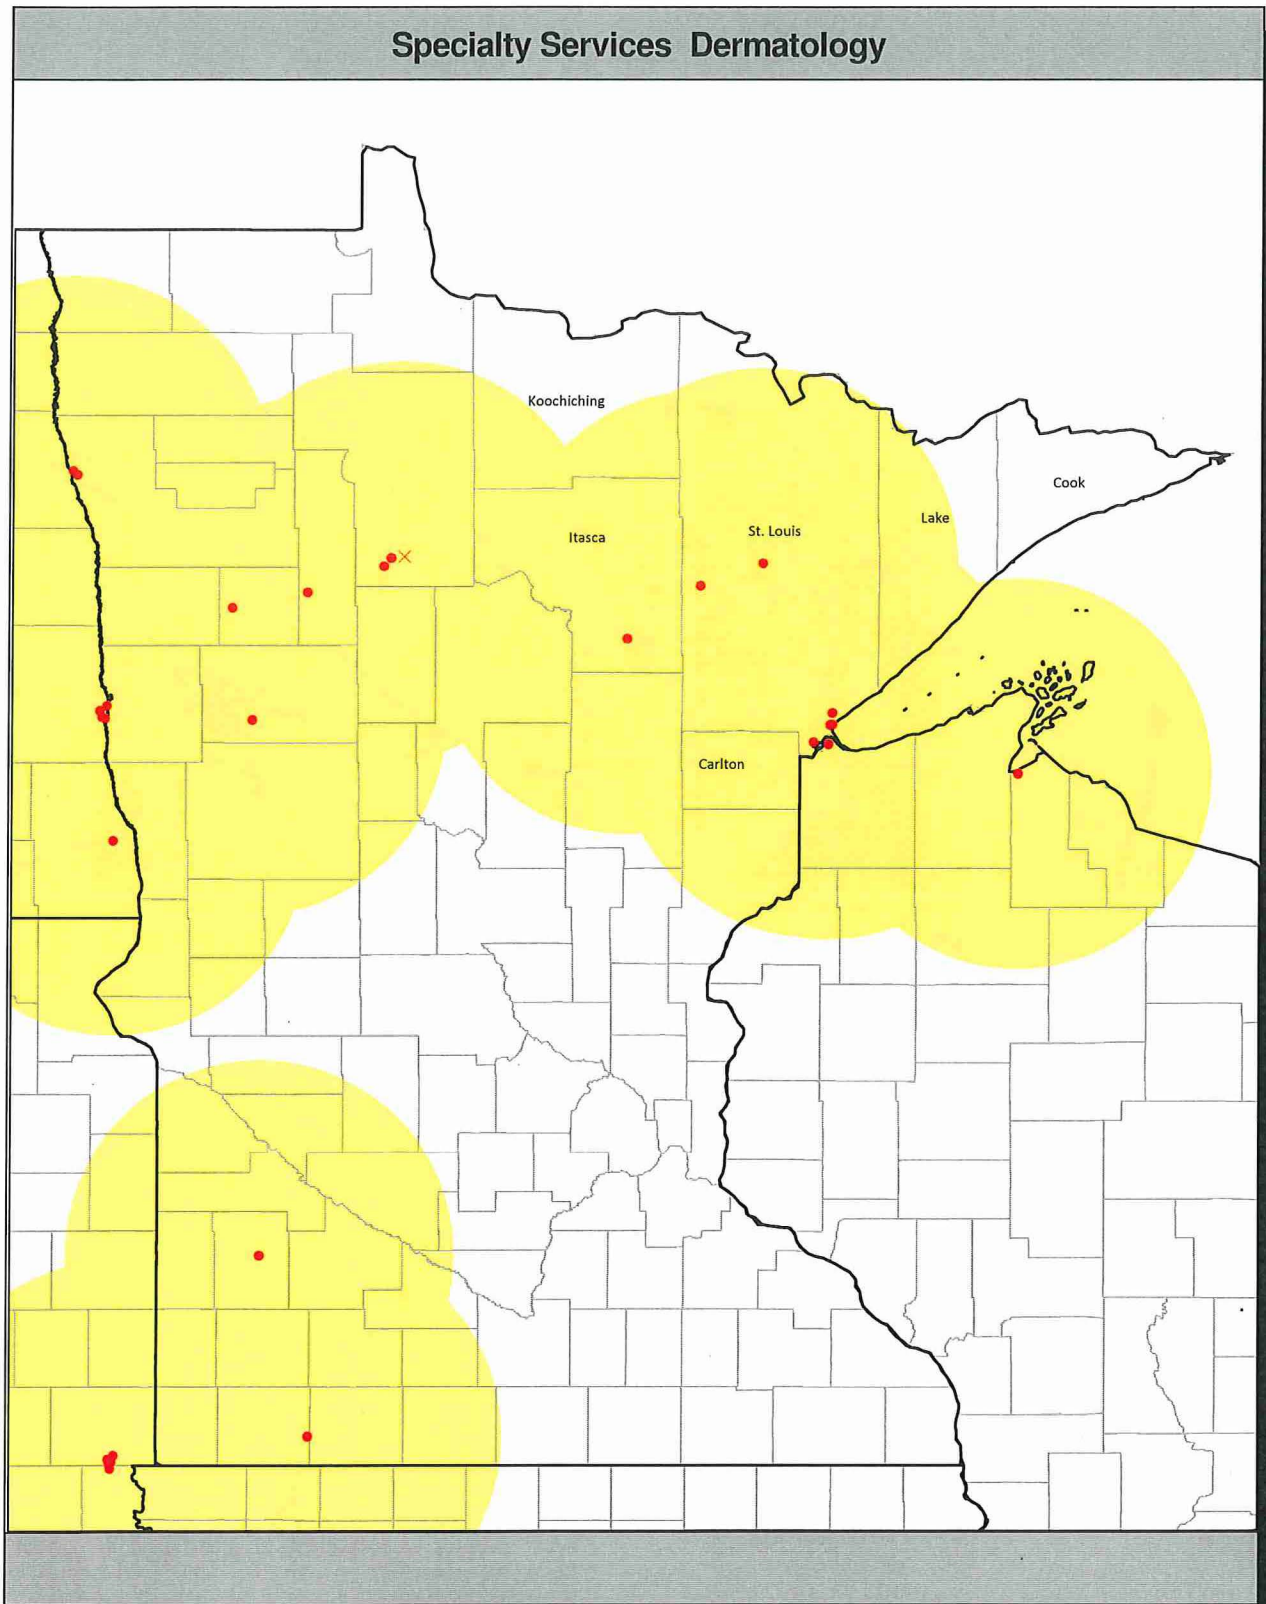 Specialty Services Dermatology
Koochiching
Cook
Lake
St. Louis
Itasca
Carlton